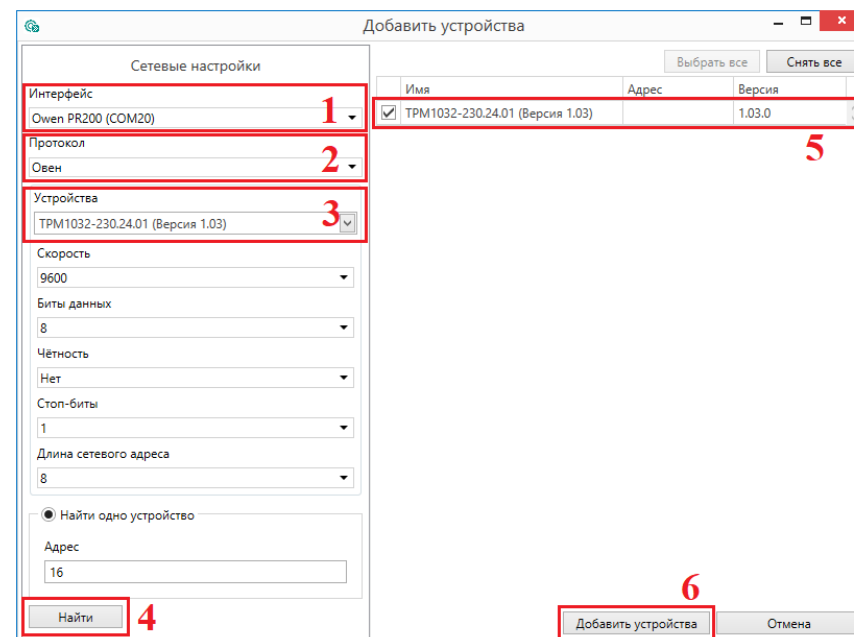 Добавить устройства
Сетевые настройки
Интерфейс
Owen PR200 (COM20)
1
Протокол
Овен
2
Устройства
ТРМ1032-230.24.01 (Версия 1.03)
3
Скорость
9600
Биты данных
8
Чётность
Нет
Стоп-биты
1
Длина сетевого адреса
8
Найти одно устройство
Адрес
16
Найти
4
Выбрать все Снять все
Имя Адрес Версия
ТРМ1032-230.24.01 (Версия 1.03) 1.03.0
5
6
Добавить устройства Отмена